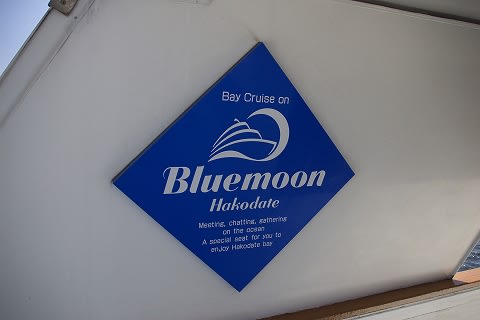 Bay Cruise on
Bluemoon
Hakodate
Meeting, chatting, gathering
on the ocean
A special seat for you to
enjoy Hakodate bay